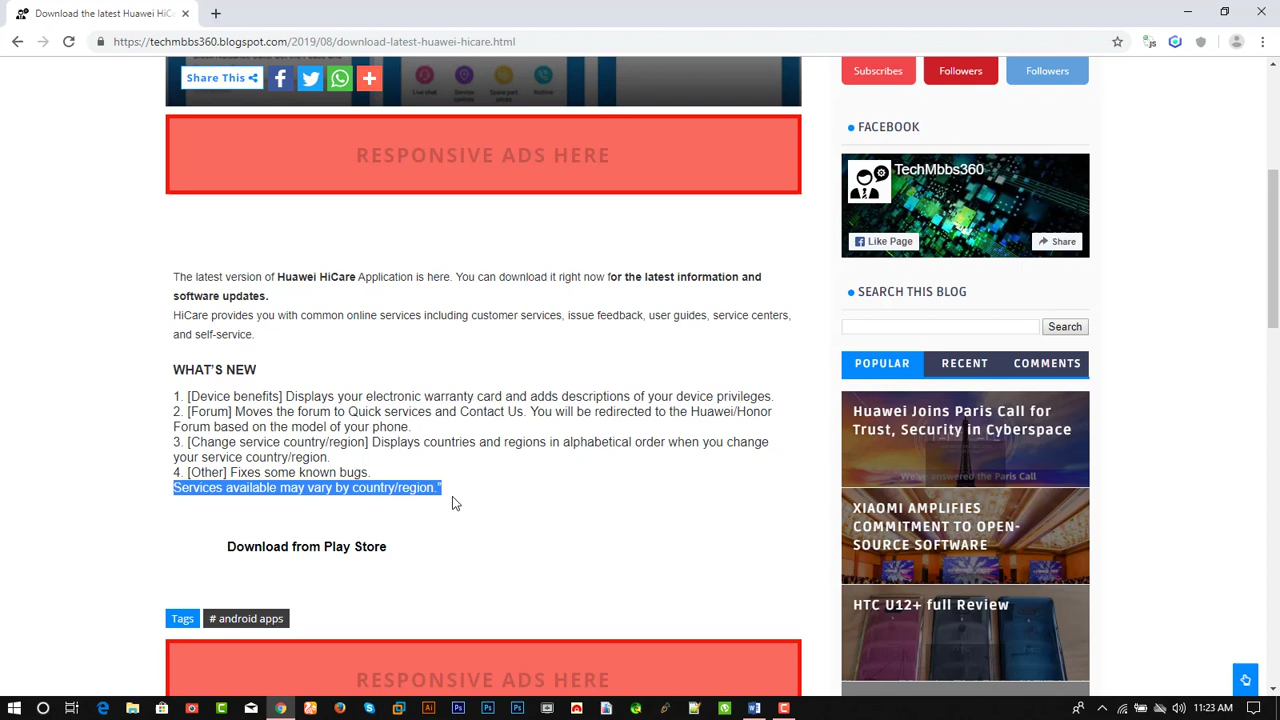 Download the latest Huawei HiC
https://techmbbs360.blogspot.com/2019/08/download-latest-huawei-hicare.html
Share This
Live chat
Hotline
Subscribes
Followers
Followers
RESPONSIVE ADS HERE
FACEBOOK
TechMbbs360
Like Page
Share
The latest version of Huawei HiCare Application is here. You can download it right now for the latest information and
software updates.
HiCare provides you with common online services including customer services, issue feedback, user guides, service centers,
and self-service.
WHAT'S NEW
1. [Device benefits] Displays your electronic warranty card and adds descriptions of your device privileges.
2. [Forum] Moves the forum to Quick services and Contact Us. You will be redirected to the Huawei/Honor
Forum based on the model of your phone.
3. [Change service country/region] Displays countries and regions in alphabetical order when you change
your service country/region.
4. [Other] Fixes some known bugs.
Services available may vary by country/region."
Download from Play Store
Tags
# android apps
RESPONSIVE ADS HERE
SEARCH THIS BLOG
Search
POPULAR
RECENT
COMMENTS
Huawei Joins Paris Call for
Trust, Security in Cyberspace
We've answered the Paris Call
XIAOMI AMPLIFIES
COMMITMENT TO OPEN-
SOURCE SOFTWARE
HTC U12+ full Review
11:23 AM